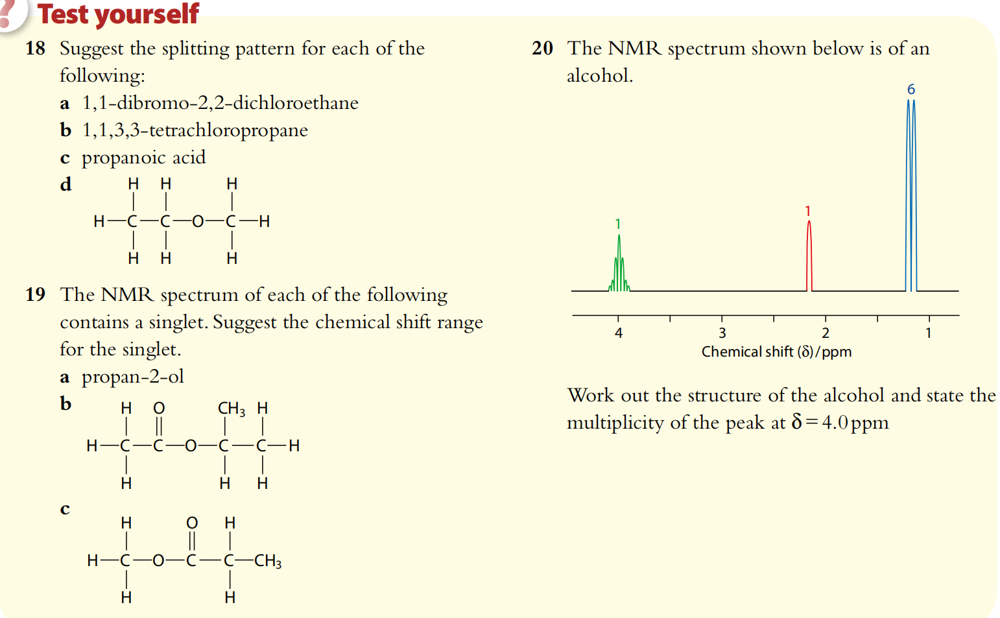 ? Test yourself
18 Suggest the splitting pattern for each of the
following:
a 1,1-dibromo-2,2-dichloroethane
b 1,1,3,3-tetrachloropropane
c propanoic acid
d
H H H
H—C—C—O—C—H
H H H
19 The NMR spectrum of each of the following
contains a singlet. Suggest the chemical shift range
for the singlet.
a propan-2-ol
b
H O CH₃ H
H—C—C—O—C—C—H
H H H
c
H O H
H—C—O—C—C—CH₃
H H
20 The NMR spectrum shown below is of an
alcohol.
6
1
1
4 3 2 1
Chemical shift (δ)/ppm
Work out the structure of the alcohol and state the
multiplicity of the peak at δ = 4.0 ppm